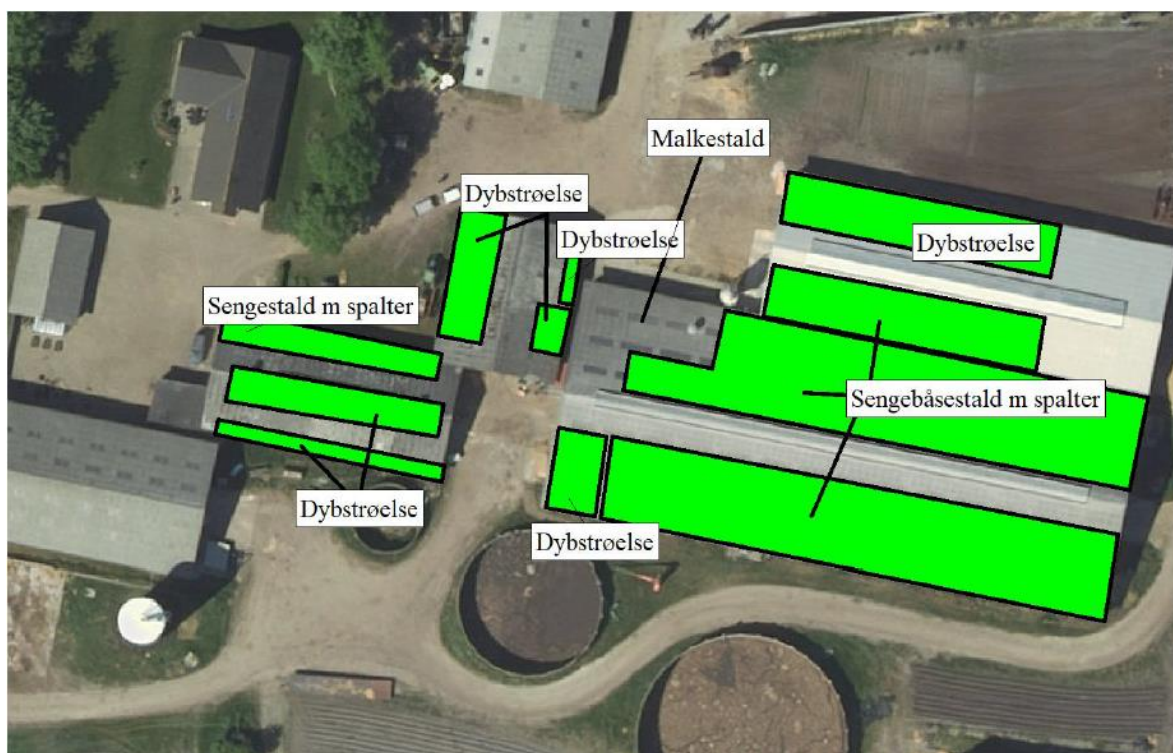 Malkestald
Dybstrøelse
Dybstrøelse
Dybstrøelse
Sengestald m spalter
Sengebåsestald m spalter
Dybstrøelse
Dybstrøelse